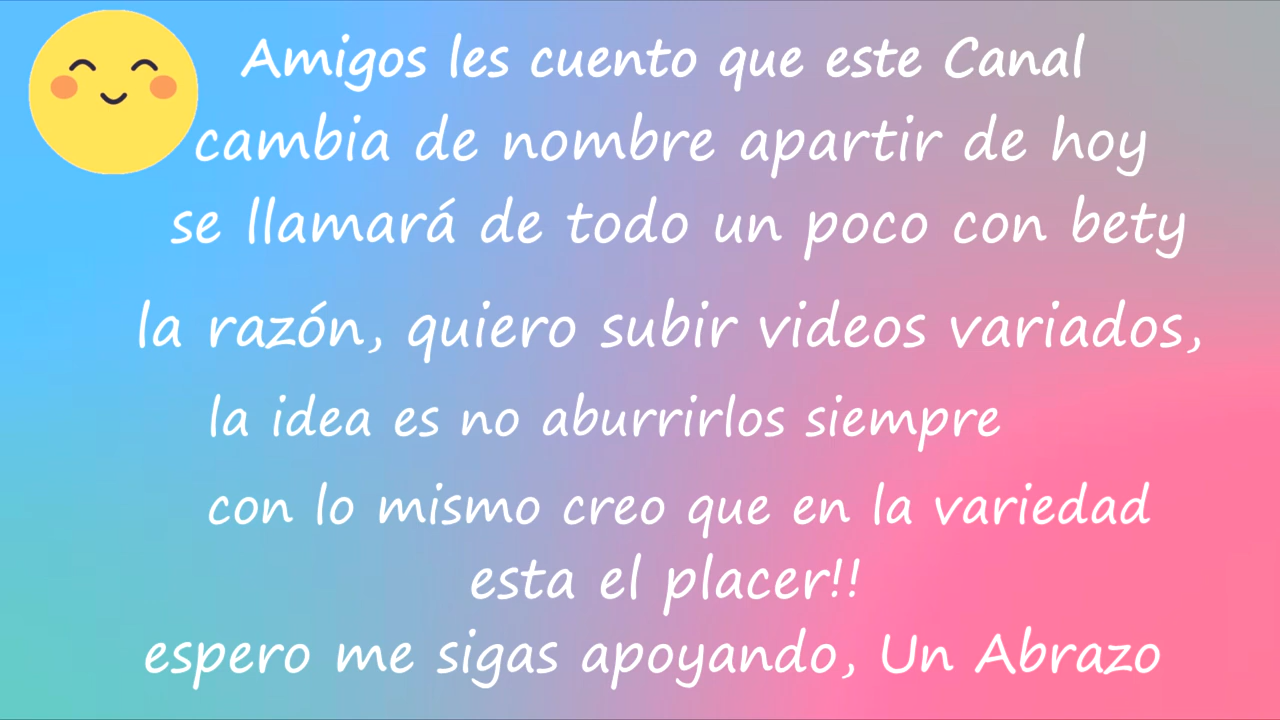 Amigos les cuento que este Canal
cambia de nombre apartir de hoy
se llamará de todo un poco con bety
la razón, quiero subir videos variados,
la idea es no aburrirlos siempre
con lo mismo creo que en la variedad
esta el placer!!
espero me sigas apoyando, Un Abrazo